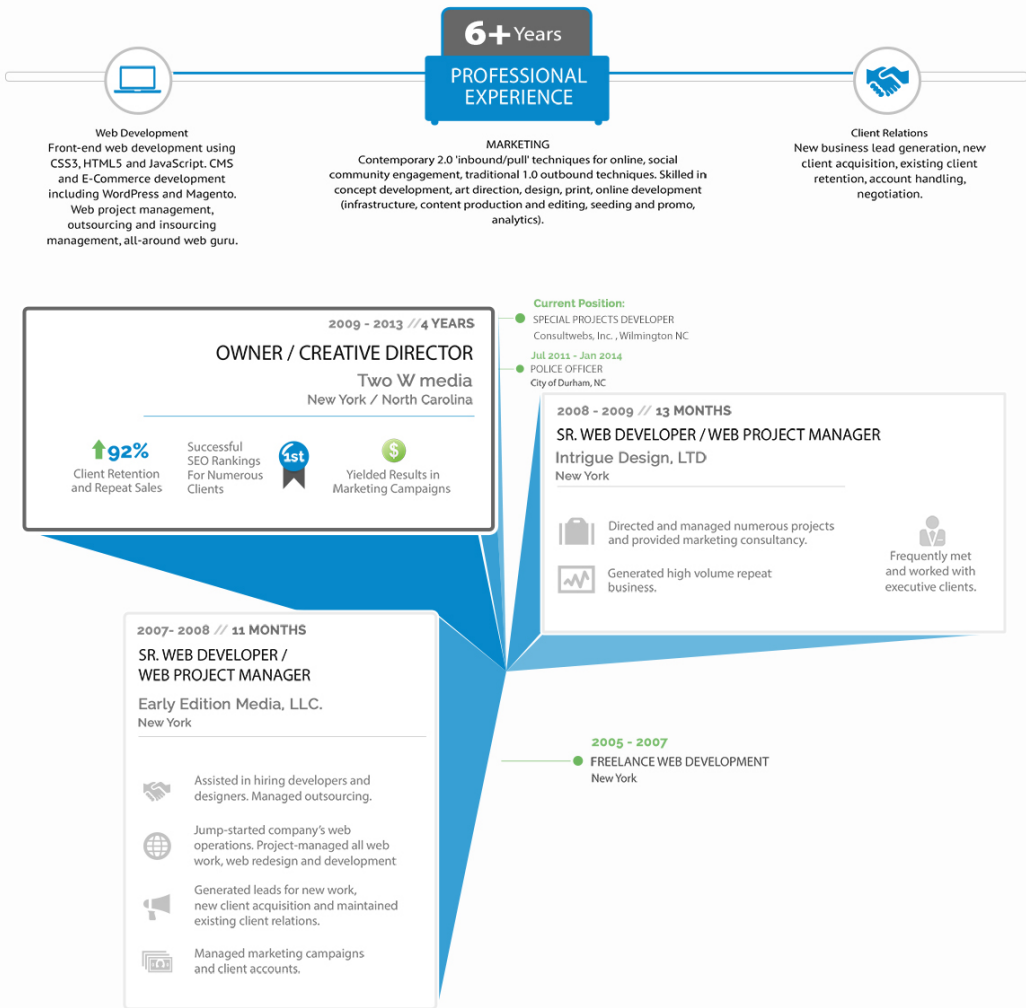 6+ Years
PROFESSIONAL
EXPERIENCE
Web Development
Front-end web development using
CSS3, HTML5 and JavaScript. CMS
and E-Commerce development
including WordPress and Magento.
Web project management,
outsourcing and insourcing
management, all-around web guru.
MARKETING
Contemporary 2.0 'inbound/pull' techniques for online, social
community engagement, traditional 1.0 outbound techniques. Skilled in
concept development, art direction, design, print, online development
(infrastructure, content production and editing, seeding and promo,
analytics).
Client Relations
New business lead generation, new
client acquisition, existing client
retention, account handling,
negotiation.
Current Position:
SPECIAL PROJECTS DEVELOPER
Consultwebs, Inc. , Wilmington NC
Jul 2011 - Jan 2014
POLICE OFFICER
City of Durham, NC
2009 - 2013 // 4 YEARS
OWNER / CREATIVE DIRECTOR
Two W media
New York / North Carolina
92%
Client Retention
and Repeat Sales
Successful
SEO Rankings
For Numerous
Clients
1st
$
Yielded Results in
Marketing Campaigns
2008 - 2009 // 13 MONTHS
SR. WEB DEVELOPER / WEB PROJECT MANAGER
Intrigue Design, LTD
New York
Directed and managed numerous projects
and provided marketing consultancy.
Generated high volume repeat
business.
Frequently met
and worked with
executive clients.
2007- 2008 // 11 MONTHS
SR. WEB DEVELOPER /
WEB PROJECT MANAGER
Early Edition Media, LLC.
New York
Assisted in hiring developers and
designers. Managed outsourcing.
Jump-started company's web
operations. Project-managed all web
work, web redesign and development
Generated leads for new work,
new client acquisition and maintained
existing client relations.
Managed marketing campaigns
and client accounts.
2005 - 2007
FREELANCE WEB DEVELOPMENT
New York